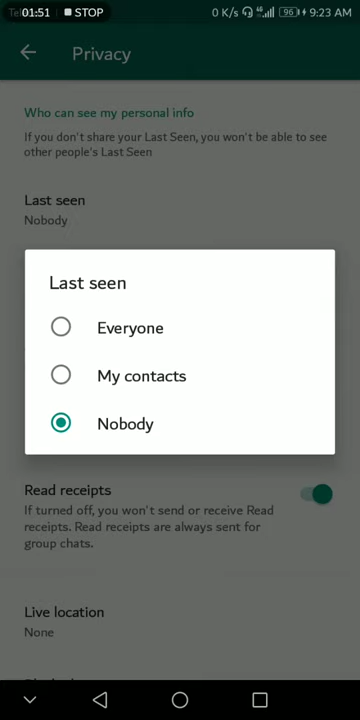 01:51 STOP 0 K/s 4G 96 9:23 AM
Privacy
Who can see my personal info
If you don't share your Last Seen, you won't be able to see
other people's Last Seen
Last seen
Nobody
Last seen
Everyone
My contacts
Nobody
Read receipts
If turned off, you won't send or receive Read
receipts. Read receipts are always sent for
group chats.
Live location
None